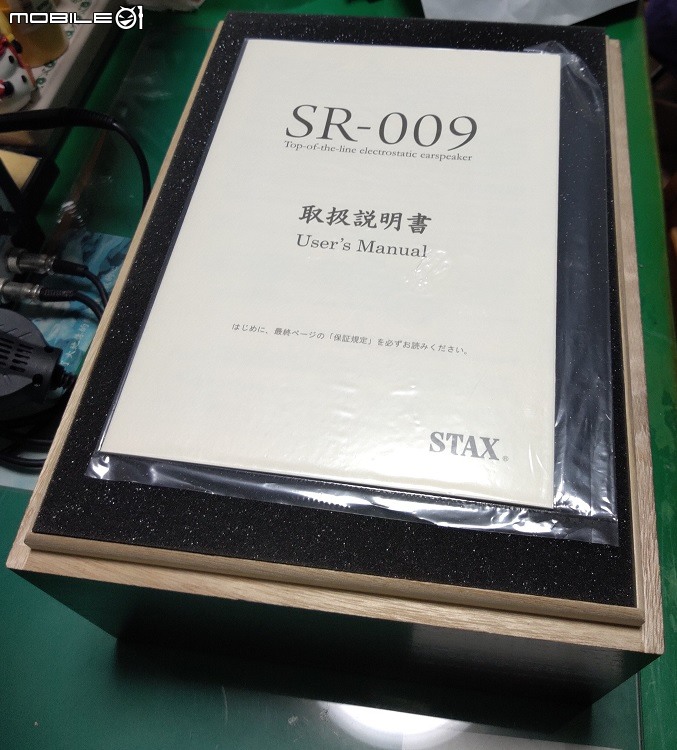 MOBILE01
SR-009
Top-of-the-line electrostatic earspeaker
取扱説明書
User's Manual
はじめに、最終ページの「保証規定」を必ずお読みください。
STAX®